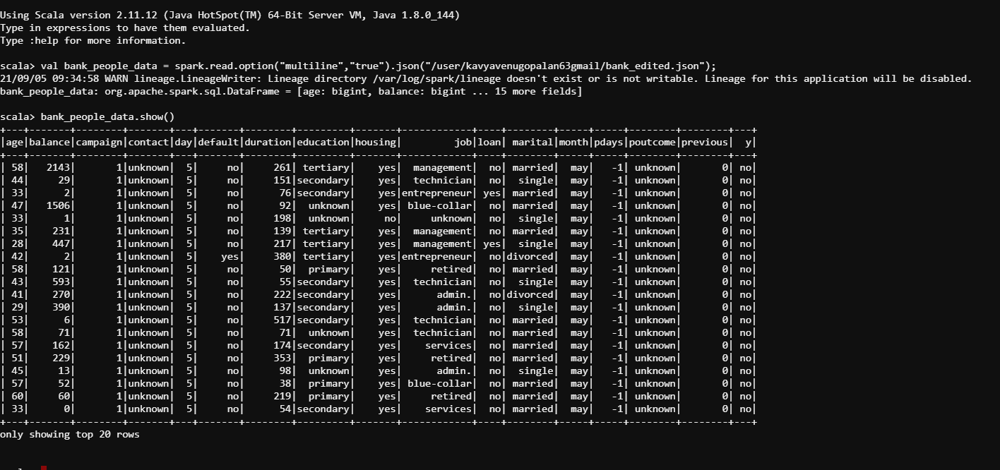 Using Scala version 2.11.12 (Java HotSpot(TM) 64-Bit Server VM, Java 1.8.0_144)
Type in expressions to have them evaluated.
Type :help for more information.
scala> val bank_people_data = spark.read.option("multiline","true").json("/user/kavyavenugopalan63gmail/bank_edited.json");
21/09/05 09:34:58 WARN lineage.LineageWriter: Lineage directory /var/log/spark/lineage doesn't exist or is not writable. Lineage for this application will be disabled.
bank_people_data: org.apache.spark.sql.DataFrame = [age: bigint, balance: bigint ... 15 more fields]
scala> bank_people_data.show()
+---+-------+--------+-------+---+-------+--------+---------+-------+------------+----+--------+-----+-----+--------+--------+---+
|age|balance|campaign|contact|day|default|duration|education|housing|         job|loan| marital|month|pdays|poutcome|previous|  y|
+---+-------+--------+-------+---+-------+--------+---------+-------+------------+----+--------+-----+-----+--------+--------+---+
| 58|   2143|       1|unknown|  5|     no|     261| tertiary|    yes|  management|  no| married|  may|   -1| unknown|       0| no|
| 44|     29|       1|unknown|  5|     no|     151|secondary|    yes|  technician|  no|  single|  may|   -1| unknown|       0| no|
| 33|      2|       1|unknown|  5|     no|      76|secondary|    yes|entrepreneur| yes| married|  may|   -1| unknown|       0| no|
| 47|   1506|       1|unknown|  5|     no|      92|  unknown|    yes| blue-collar|  no| married|  may|   -1| unknown|       0| no|
| 33|      1|       1|unknown|  5|     no|     198|  unknown|     no|     unknown|  no|  single|  may|   -1| unknown|       0| no|
| 35|    231|       1|unknown|  5|     no|     139| tertiary|    yes|  management|  no| married|  may|   -1| unknown|       0| no|
| 28|    447|       1|unknown|  5|     no|     217| tertiary|    yes|  management| yes|  single|  may|   -1| unknown|       0| no|
| 42|      2|       1|unknown|  5|    yes|     380| tertiary|    yes|entrepreneur|  no|divorced|  may|   -1| unknown|       0| no|
| 58|    121|       1|unknown|  5|     no|      50|  primary|    yes|     retired|  no| married|  may|   -1| unknown|       0| no|
| 43|    593|       1|unknown|  5|     no|      55|secondary|    yes|  technician|  no|  single|  may|   -1| unknown|       0| no|
| 41|    270|       1|unknown|  5|     no|     222|secondary|    yes|      admin.|  no|divorced|  may|   -1| unknown|       0| no|
| 29|    390|       1|unknown|  5|     no|     137|secondary|    yes|      admin.|  no|  single|  may|   -1| unknown|       0| no|
| 53|      6|       1|unknown|  5|     no|     517|secondary|    yes|  technician|  no| married|  may|   -1| unknown|       0| no|
| 58|     71|       1|unknown|  5|     no|      71|  unknown|    yes|  technician|  no| married|  may|   -1| unknown|       0| no|
| 57|    162|       1|unknown|  5|     no|     174|secondary|    yes|    services|  no| married|  may|   -1| unknown|       0| no|
| 51|    229|       1|unknown|  5|     no|     353|  primary|    yes|     retired|  no| married|  may|   -1| unknown|       0| no|
| 45|     13|       1|unknown|  5|     no|      98|  unknown|    yes|      admin.|  no|  single|  may|   -1| unknown|       0| no|
| 57|     52|       1|unknown|  5|     no|      38|  primary|    yes| blue-collar|  no| married|  may|   -1| unknown|       0| no|
| 60|     60|       1|unknown|  5|     no|     219|  primary|    yes|     retired|  no| married|  may|   -1| unknown|       0| no|
| 33|      0|       1|unknown|  5|     no|      54|secondary|    yes|    services|  no| married|  may|   -1| unknown|       0| no|
+---+-------+--------+-------+---+-------+--------+---------+-------+------------+----+--------+-----+-----+--------+--------+---+
only showing top 20 rows